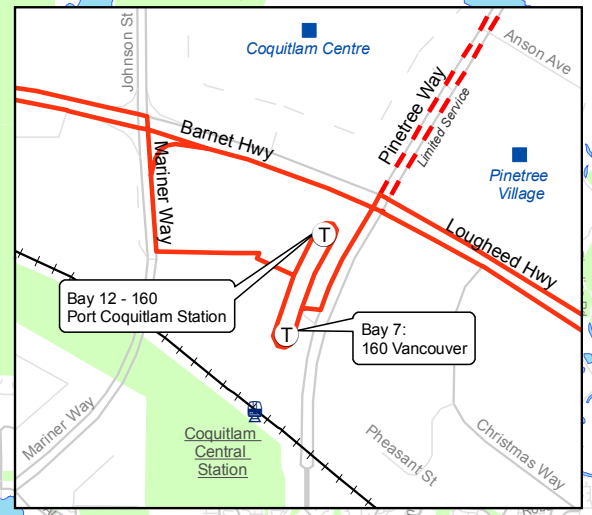 Johnson St
Coquitlam Centre
Anson Ave
Pinetree Way
Limited Service
Barnet Hwy
Mariner Way
Pinetree
Village
Lougheed Hwy
T
Bay 12 - 160
Port Coquitlam Station
T
Bay 7:
160 Vancouver
Mariner Way
Coquitlam
Central
Station
Pheasant St
Christmas Way